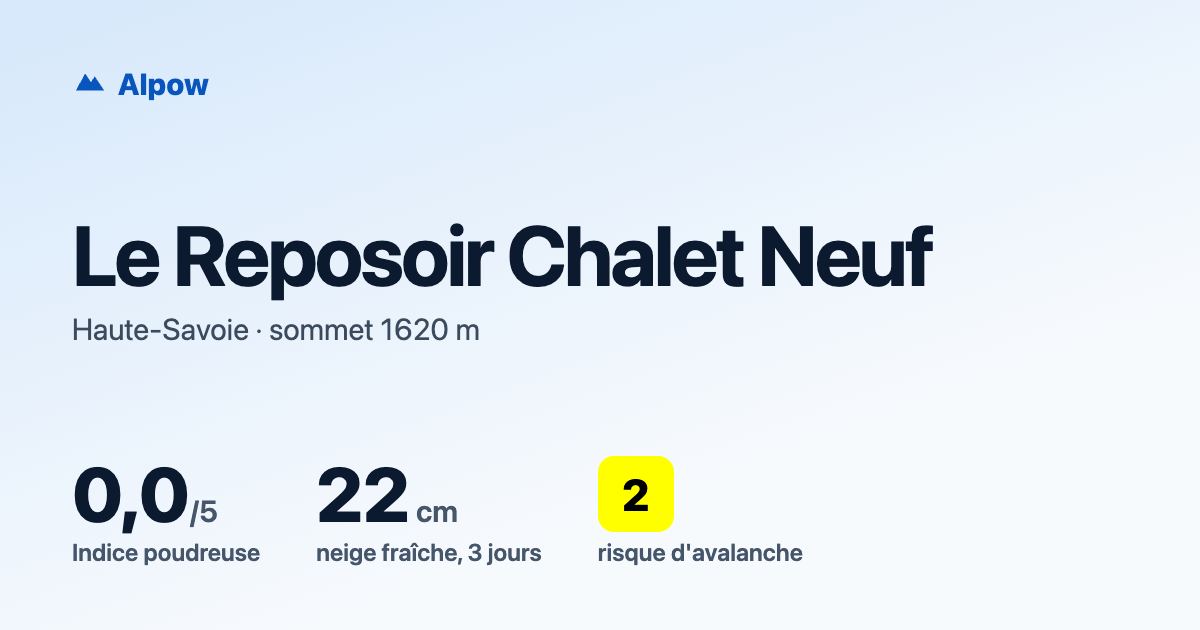 Alpow
Le Reposoir Chalet Neuf
Haute-Savoie · sommet 1620 m
0,0/5
Indice poudreuse
22 cm
neige fraîche, 3 jours
2
risque d'avalanche